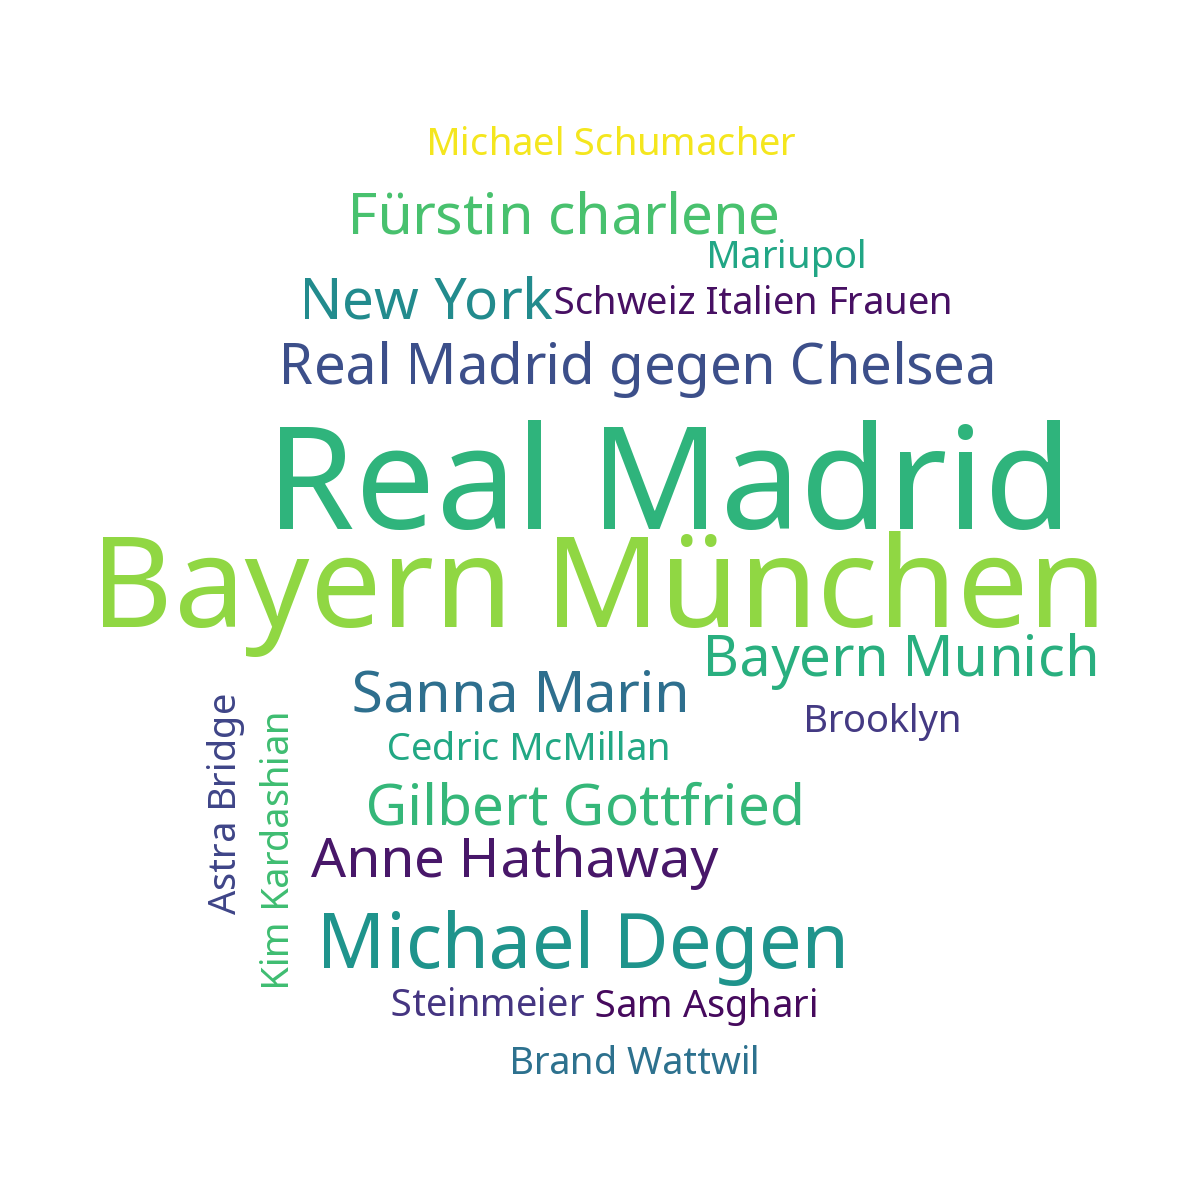 Michael Schumacher
Fürstin charlene
Mariupol
New York
Schweiz Italien Frauen
Real Madrid gegen Chelsea
Real Madrid
Bayern München
Bayern Munich
Sanna Marin
Brooklyn
Cedric McMillan
Astra Bridge
Kim Kardashian
Gilbert Gottfried
Anne Hathaway
Michael Degen
Steinmeier
Sam Asghari
Brand Wattwil